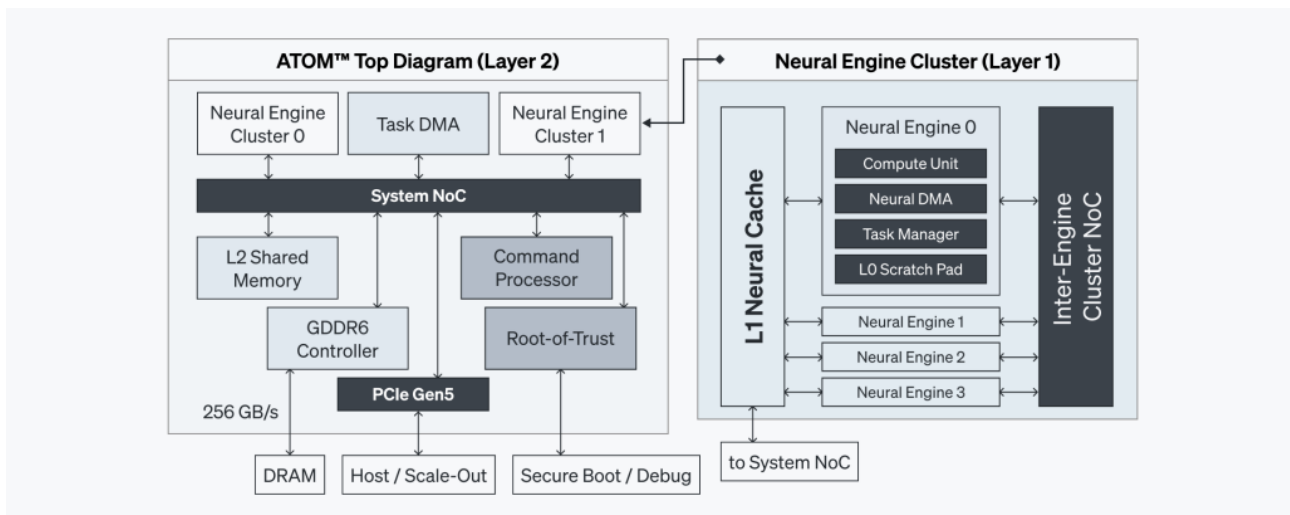 ATOM™ Top Diagram (Layer 2)
Neural Engine
Cluster 0
Task DMA
Neural Engine
Cluster 1
System NoC
L2 Shared
Memory
Command
Processor
GDDR6
Controller
Root-of-Trust
PCIe Gen5
256 GB/s
DRAM
Host / Scale-Out
Secure Boot / Debug
Neural Engine Cluster (Layer 1)
L1 Neural Cache
Neural Engine 0
Compute Unit
Neural DMA
Task Manager
L0 Scratch Pad
Neural Engine 1
Neural Engine 2
Neural Engine 3
Inter-Engine
Cluster NoC
to System NoC